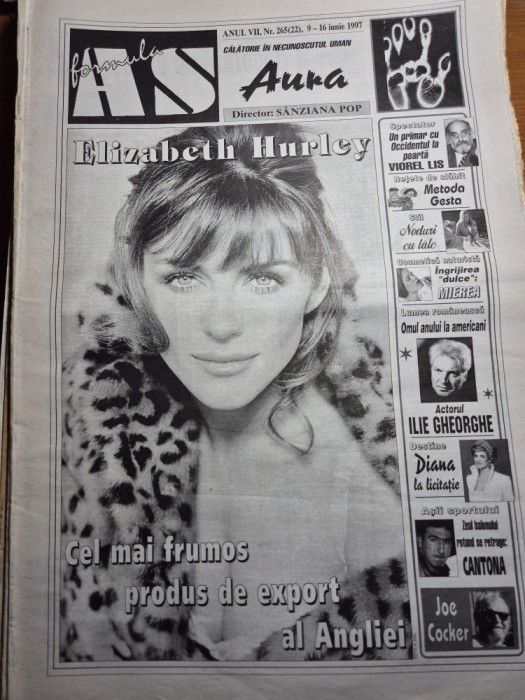 formula
AS
ANUL VII, Nr. 265(22), 9 – 16 iunie 1997
CĂLĂTORIE ÎN NECUNOSCUTUL UMAN
Aura
Director: SÂNZIANA POP
Elizabeth Hurley
Cel mai frumos
produs de export
al Angliei
Spectator
Un primar cu
Occidentul la
poartă
VIOREL LIS
Rețete de slăbit
Metoda
Gesta
Stil
Noduri
cu tâlc
Cosmetică naturistă
Îngrijirea
"dulce":
MIEREA
Lumea românească
Omul anului la americani
Actorul
ILIE GHEORGHE
Destine
Diana
la licitație
Așii sportului
Zeul balonului
rotund se retrage:
CANTONA
Joe
Cocker